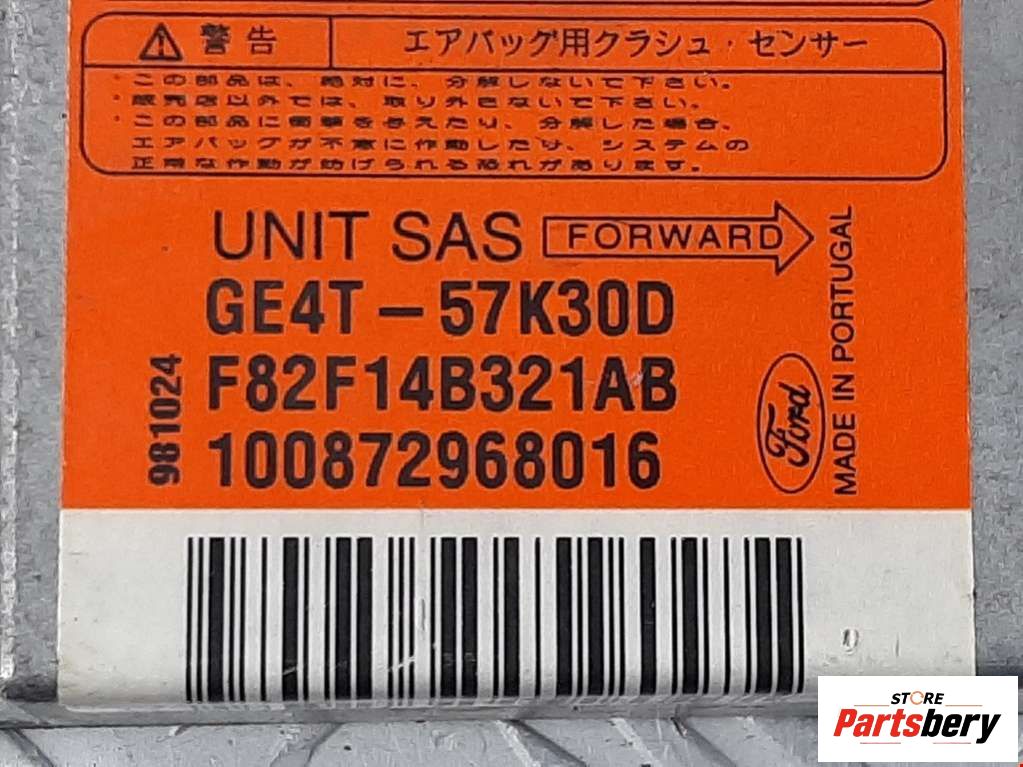 警告
エアバッグ用クラシュ・センサー
・この部品は、絶対に、分解しないで下さい。
・販売店以外では、取り外さないで下さい。
・この部品に衝撃を与えたり、分解した場合、
エアバッグが不意に作動したり、システムの
正常な作動が妨げられる恐れがあります。
UNIT SAS
FORWARD
GE4T-57K30D
F82F14B321AB
100872968016
9811024
Ford
MADE IN PORTUGAL
STORE
Partsbery